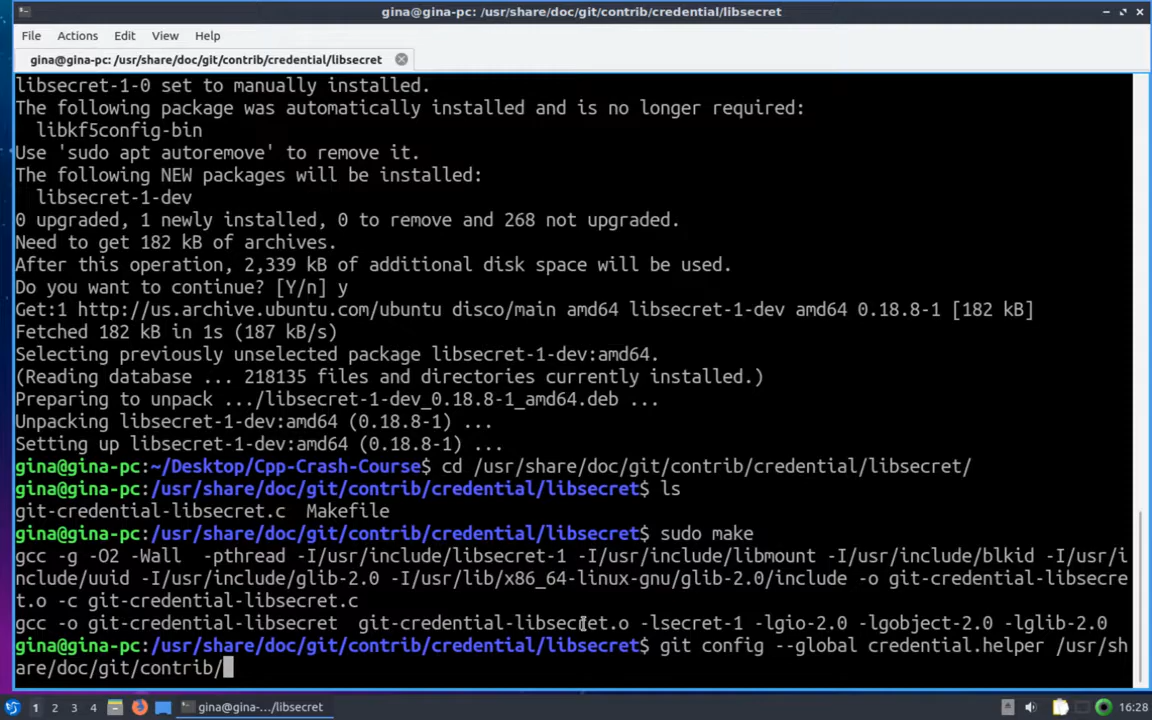 gina@gina-pc: /usr/share/doc/git/contrib/credential/libsecret
File Actions Edit View Help
gina@gina-pc: /usr/share/doc/git/contrib/credential/libsecret
libsecret-1-0 set to manually installed.
The following package was automatically installed and is no longer required:
  libkf5config-bin
Use 'sudo apt autoremove' to remove it.
The following NEW packages will be installed:
  libsecret-1-dev
0 upgraded, 1 newly installed, 0 to remove and 268 not upgraded.
Need to get 182 kB of archives.
After this operation, 2,339 kB of additional disk space will be used.
Do you want to continue? [Y/n] y
Get:1 http://us.archive.ubuntu.com/ubuntu disco/main amd64 libsecret-1-dev amd64 0.18.8-1 [182 kB]
Fetched 182 kB in 1s (187 kB/s)
Selecting previously unselected package libsecret-1-dev:amd64.
(Reading database ... 218135 files and directories currently installed.)
Preparing to unpack .../libsecret-1-dev_0.18.8-1_amd64.deb ...
Unpacking libsecret-1-dev:amd64 (0.18.8-1) ...
Setting up libsecret-1-dev:amd64 (0.18.8-1) ...
gina@gina-pc:~/Desktop/Cpp-Crash-Course$ cd /usr/share/doc/git/contrib/credential/libsecret/
gina@gina-pc:/usr/share/doc/git/contrib/credential/libsecret$ ls
git-credential-libsecret.c  Makefile
gina@gina-pc:/usr/share/doc/git/contrib/credential/libsecret$ sudo make
gcc -g -O2 -Wall  -pthread -I/usr/include/libsecret-1 -I/usr/include/libmount -I/usr/include/blkid -I/usr/i
nclude/uuid -I/usr/include/glib-2.0 -I/usr/lib/x86_64-linux-gnu/glib-2.0/include -o git-credential-libsecre
t.o -c git-credential-libsecret.c
gcc -o git-credential-libsecret  git-credential-libsecret.o -lsecret-1 -lgio-2.0 -lgobject-2.0 -lglib-2.0
gina@gina-pc:/usr/share/doc/git/contrib/credential/libsecret$ git config --global credential.helper /usr/sh
are/doc/git/contrib/
1 2 3 4 gina@gina-.../libsecret 16:28